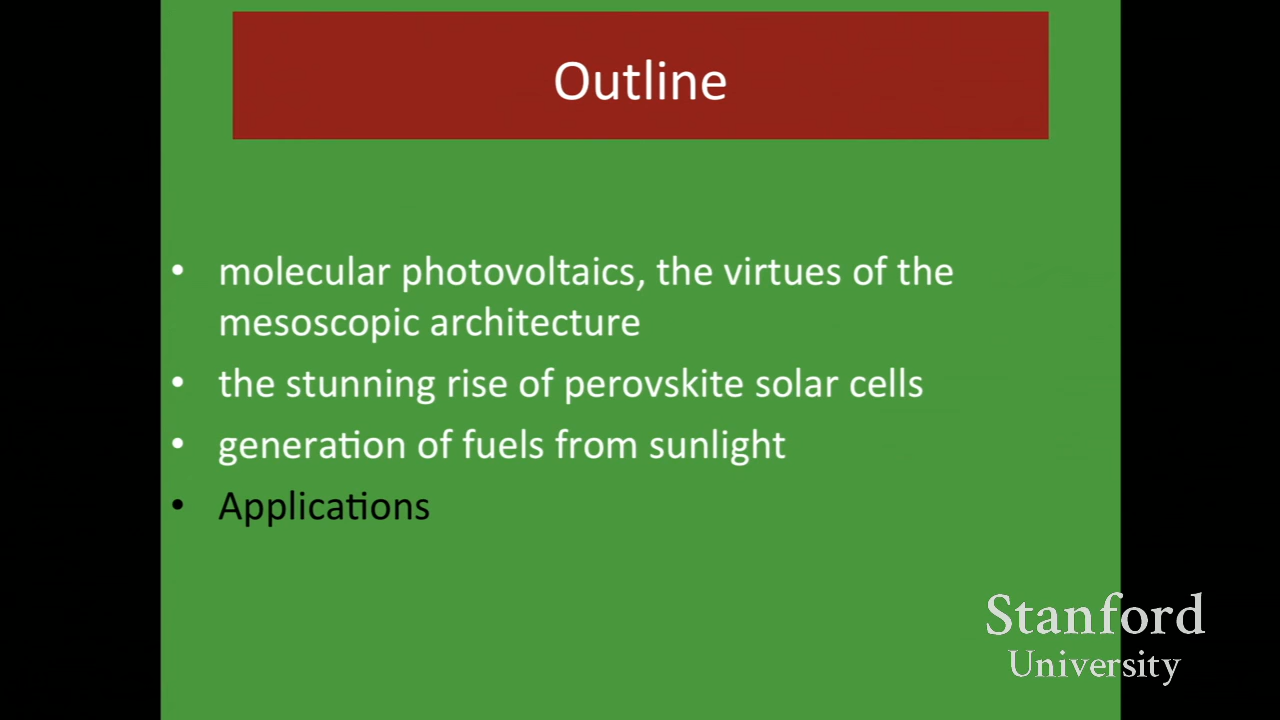 Outline
• molecular photovoltaics, the virtues of the
mesoscopic architecture
• the stunning rise of perovskite solar cells
• generation of fuels from sunlight
• Applications
Stanford
University